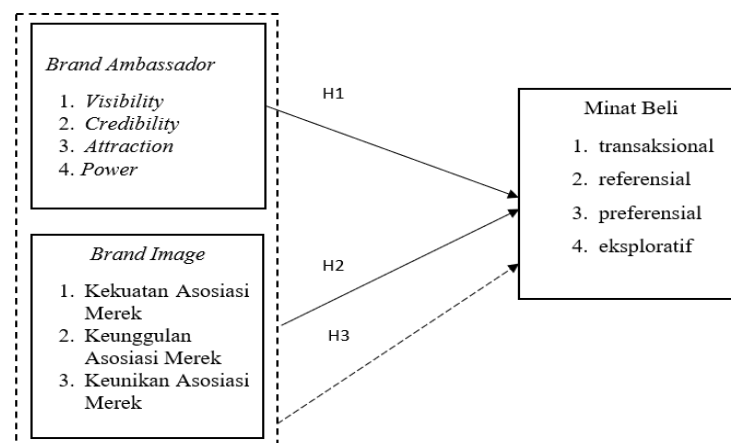 Brand Ambassador
1. Visibility
2. Credibility
3. Attraction
4. Power
H1
Minat Beli
1. transaksional
2. referensial
3. preferensial
4. eksploratif
Brand Image
1. Kekuatan Asosiasi
Merek
2. Keunggulan
Asosiasi Merek
3. Keunikan Asosiasi
Merek
H2
H3